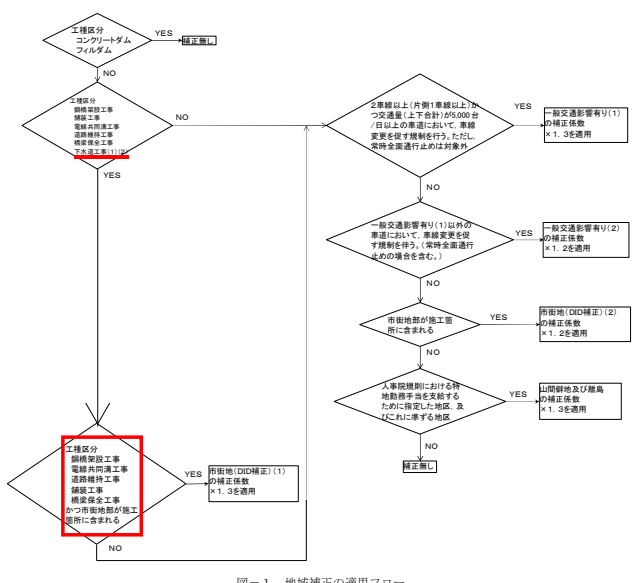 工種区分
コンクリートダム
フィルダム
YES
補正無し
NO
工種区分
鋼橋架設工事
舗装工事
電線共同溝工事
道路維持工事
橋梁保全工事
下水道工事(1)(2)
NO
YES
工種区分
鋼橋架設工事
電線共同溝工事
道路維持工事
舗装工事
橋梁保全工事
かつ市街地部が施工
箇所に含まれる
YES
市街地(DID補正)(1)
の補正係数
×1.3を適用
NO
2車線以上(片側1車線以上)か
つ交通量(上下合計)が5,000台
/日以上の車道において,車線
変更を促す規制を行う。ただし,
常時全面通行止めは対象外
YES
一般交通影響有り(1)
の補正係数
×1.3を適用
NO
一般交通影響有り(1)以外の
車道において,車線変更を促
す規制を伴う。(常時全面通行
止めの場合を含む。)
YES
一般交通影響有り(2)
の補正係数
×1.2を適用
NO
市街地部が施工箇
所に含まれる
YES
市街地(DID補正)(2)
の補正係数
×1.2を適用
NO
人事院規則における特
地勤務手当を支給する
ために指定した地区,及
びこれに準ずる地区
YES
山間僻地及び離島
の補正係数
×1.3を適用
NO
補正無し
図-1 地域補正の適用フロー